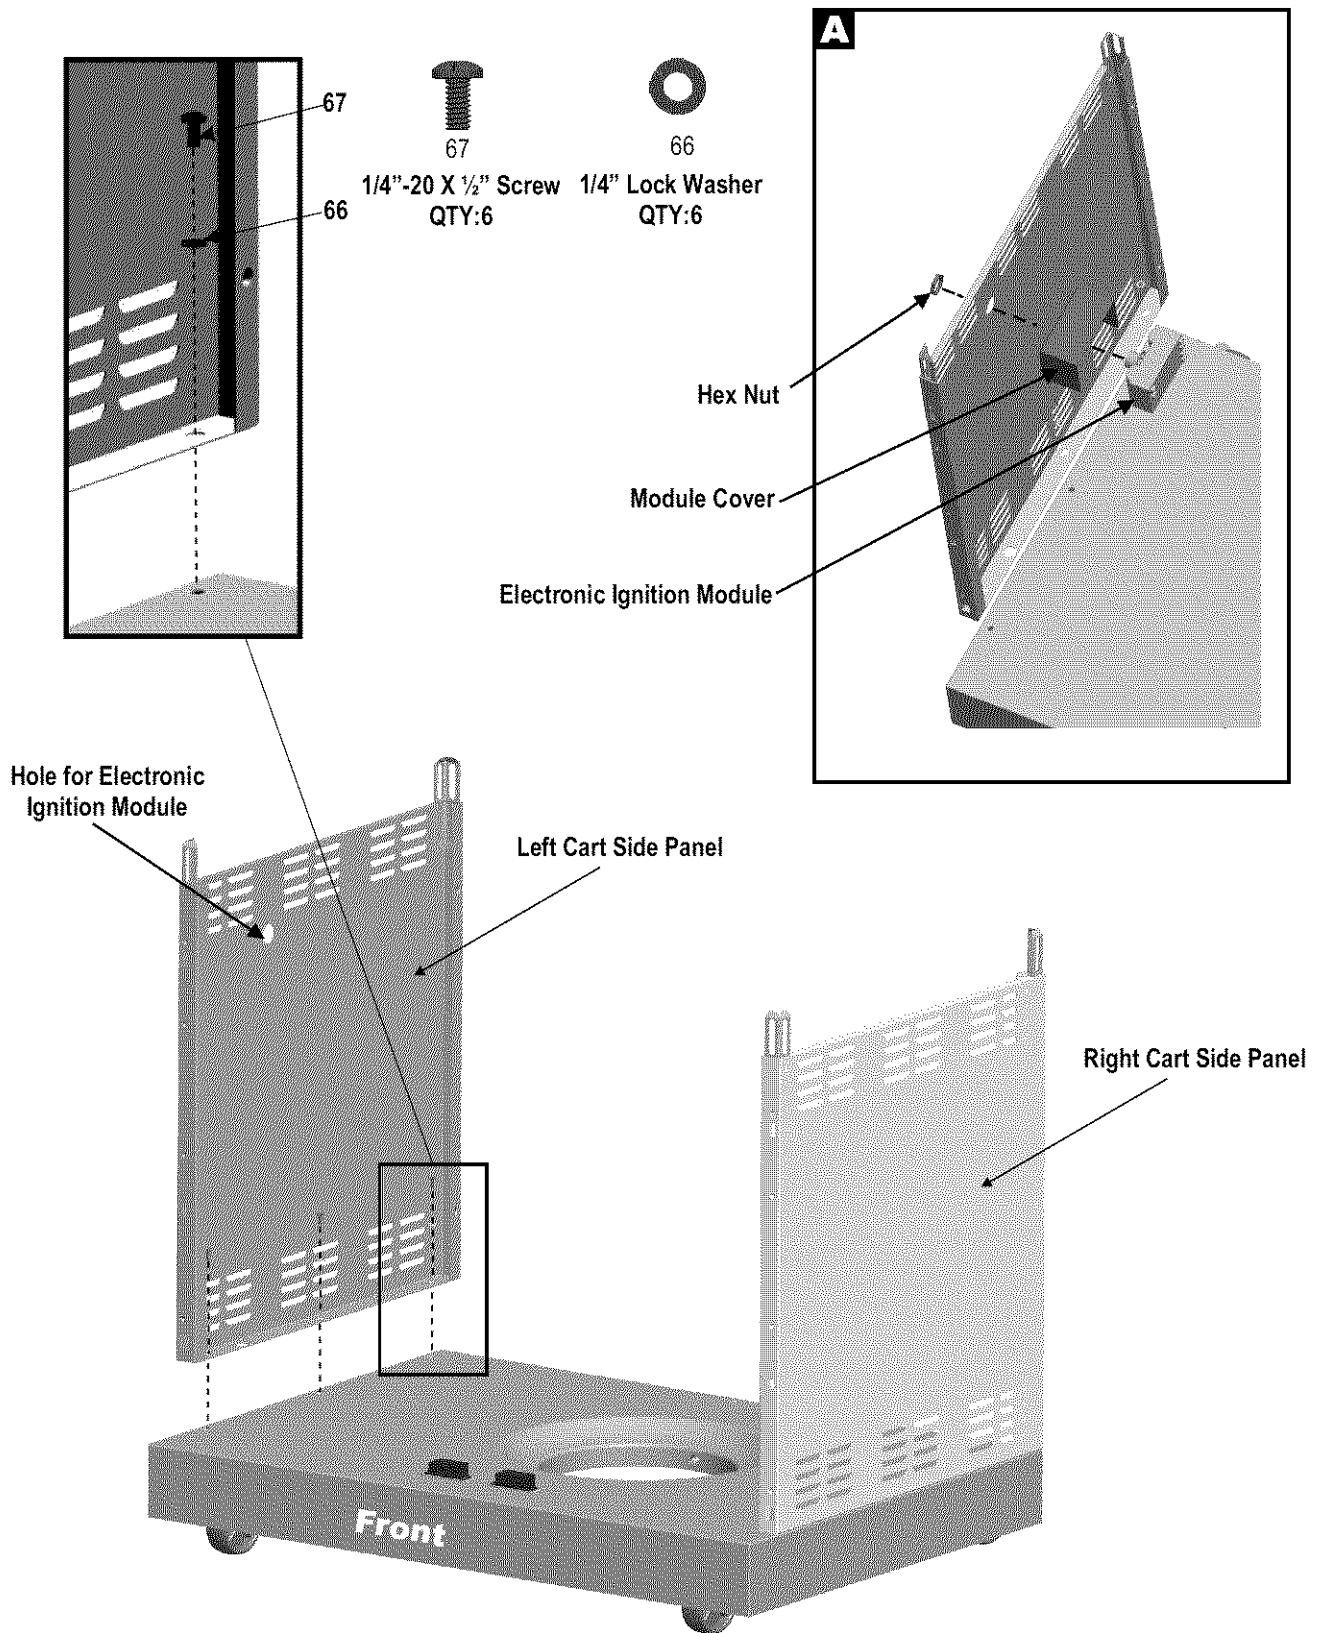 A
67
66
67
1/4”-20 X ½” Screw
QTY:6
66
1/4” Lock Washer
QTY:6
Hex Nut
Module Cover
Electronic Ignition Module
Hole for Electronic
Ignition Module
Left Cart Side Panel
Right Cart Side Panel
Front